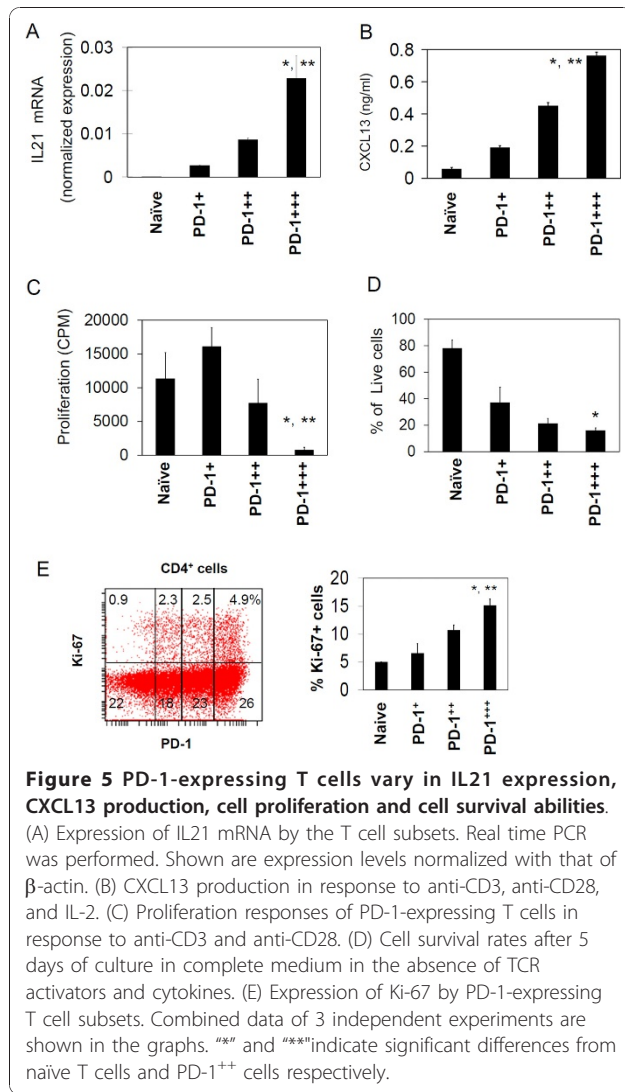 A
IL21 mRNA
(normalized expression)
0.03
0.02
0.01
0
*, **
Naïve
PD-1+
PD-1++
PD-1+++
B
CXCL13 (ng/ml)
0.8
0.6
0.4
0.2
0
*, **
Naïve
PD-1+
PD-1++
PD-1+++
C
Proliferation (CPM)
20000
15000
10000
5000
0
*, **
Naïve
PD-1+
PD-1++
PD-1+++
D
% of Live cells
100
80
60
40
20
0
*
Naïve
PD-1+
PD-1++
PD-1+++
E
CD4⁺ cells
0.9 2.3 2.5 4.9%
Ki-67
22 18 23 26
PD-1
% Ki-67+ cells
20
15
10
5
0
*, **
Naive
PD-1⁺
PD-1⁺⁺
PD-1⁺⁺⁺
Figure 5 PD-1-expressing T cells vary in IL21 expression,
CXCL13 production, cell proliferation and cell survival abilities.
(A) Expression of IL21 mRNA by the T cell subsets. Real time PCR
was performed. Shown are expression levels normalized with that of
β-actin. (B) CXCL13 production in response to anti-CD3, anti-CD28,
and IL-2. (C) Proliferation responses of PD-1-expressing T cells in
response to anti-CD3 and anti-CD28. (D) Cell survival rates after 5
days of culture in complete medium in the absence of TCR
activators and cytokines. (E) Expression of Ki-67 by PD-1-expressing
T cell subsets. Combined data of 3 independent experiments are
shown in the graphs. “*” and “**”indicate significant differences from
naïve T cells and PD-1⁺⁺ cells respectively.